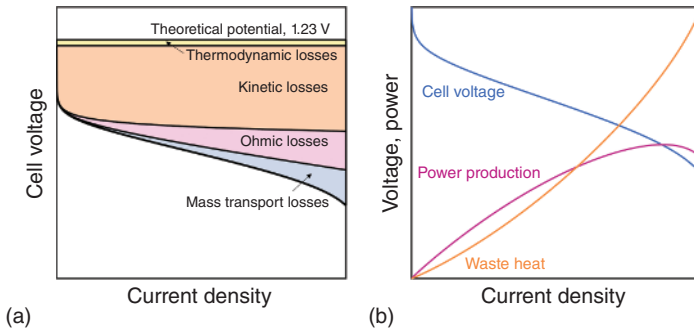 Theoretical potential, 1.23 V
Thermodynamic losses
Kinetic losses
Ohmic losses
Mass transport losses
Cell voltage
Current density
(a)
Voltage, power
Cell voltage
Power production
Waste heat
Current density
(b)